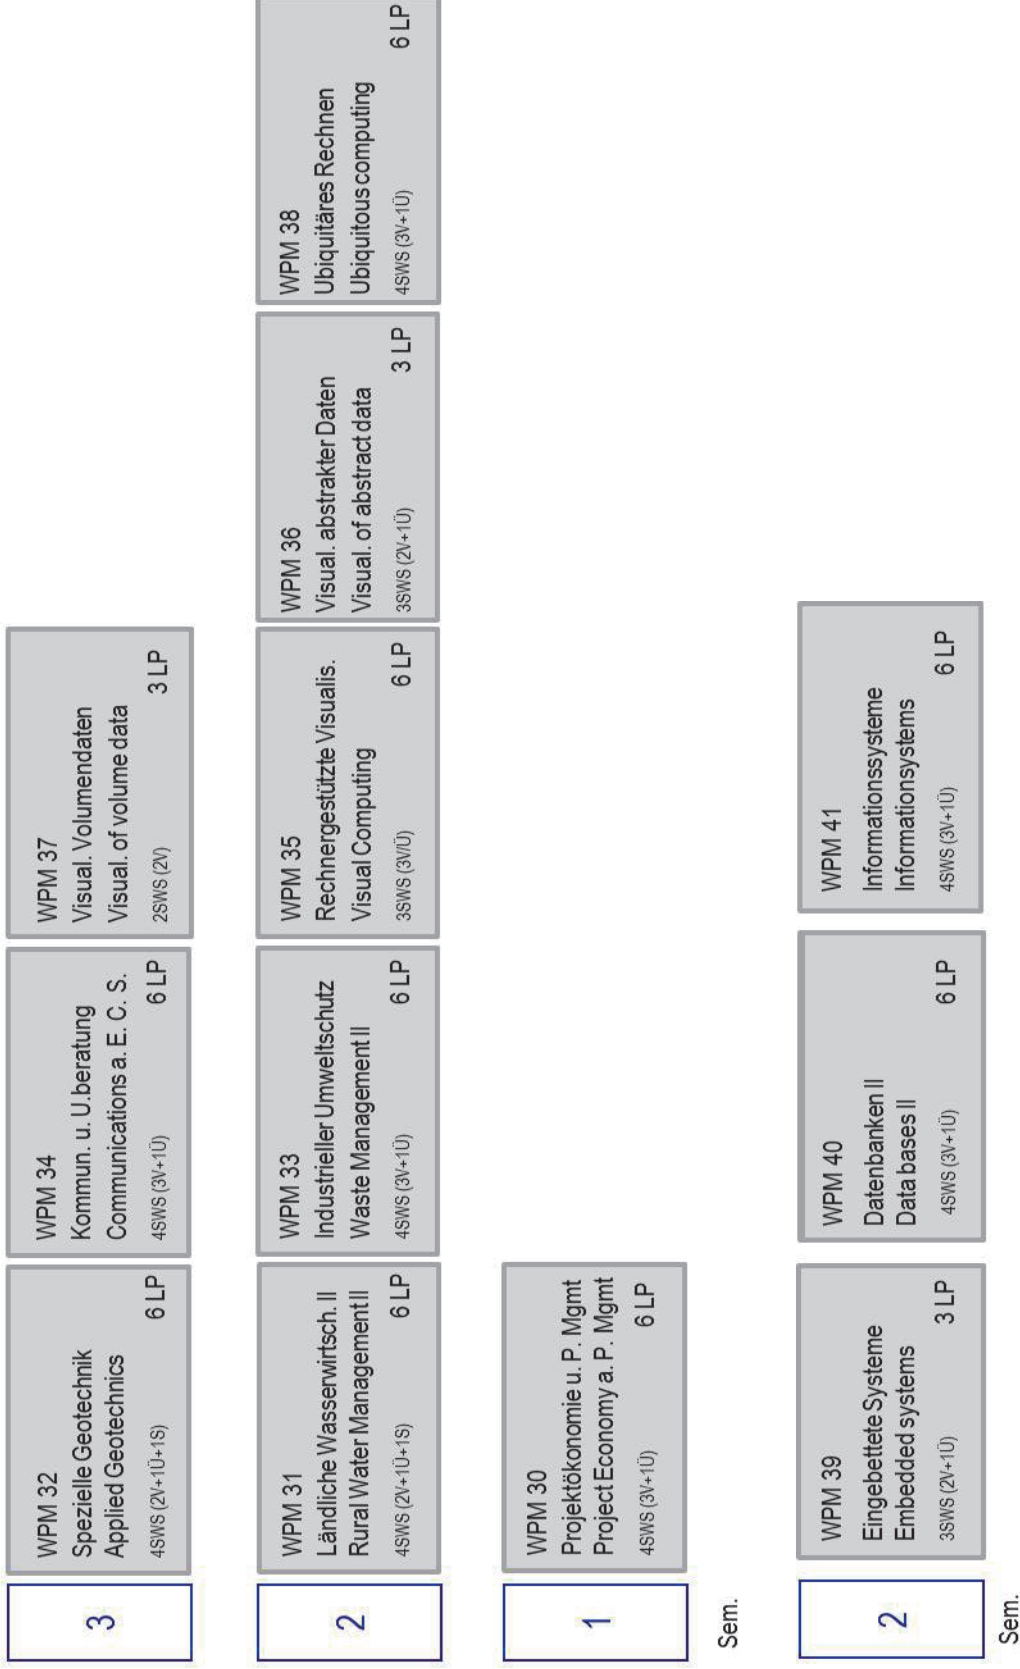 3
WPM 32
Spezielle Geotechnik
Applied Geotechnics
4SWS (2V+1Ü+1S)
6 LP
WPM 34
Kommun. u. U.beratung
Communications a. E. C. S.
4SWS (3V+1Ü)
6 LP
WPM 37
Visual. Volumendaten
Visual. of volume data
2SWS (2V)
3 LP
2
WPM 31
Ländliche Wasserwirtsch. II
Rural Water Management II
4SWS (2V+1Ü+1S)
6 LP
WPM 33
Industrieller Umweltschutz
Waste Management II
4SWS (3V+1Ü)
6 LP
WPM 35
Rechnergestützte Visualis.
Visual Computing
3SWS (3V/Ü)
6 LP
WPM 36
Visual. abstrakter Daten
Visual. of abstract data
3SWS (2V+1Ü)
3 LP
WPM 38
Ubiquitäres Rechnen
Ubiquitous computing
4SWS (3V+1Ü)
6 LP
1
WPM 30
Projektökonomie u. P. Mgmt
Project Economy a. P. Mgmt
4SWS (3V+1Ü)
6 LP
Sem.
2
WPM 39
Eingebettete Systeme
Embedded systems
3SWS (2V+1Ü)
3 LP
WPM 40
Datenbanken II
Data bases II
4SWS (3V+1Ü)
6 LP
WPM 41
Informationssysteme
Informationsystems
4SWS (3V+1Ü)
6 LP
Sem.